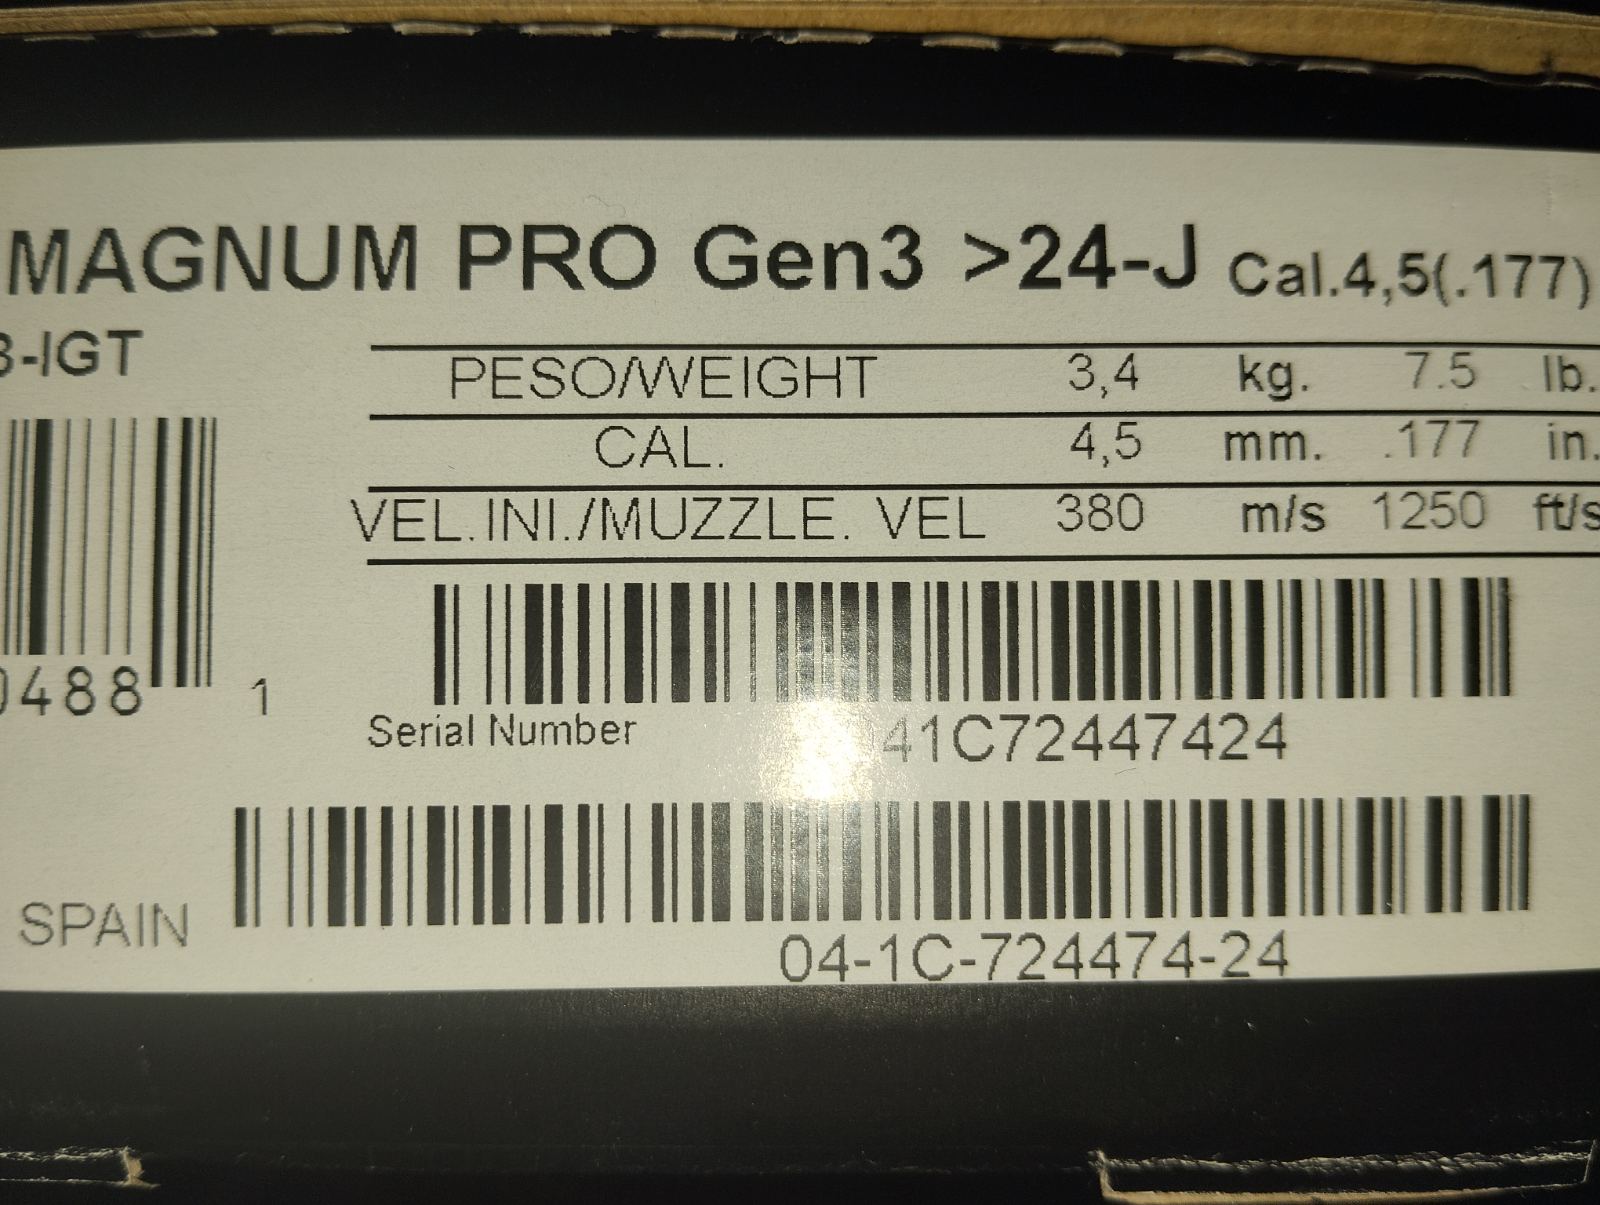 MAGNUM PRO Gen3 >24-J Cal.4,5(.177)
3-IGT
PESO/WEIGHT 3,4 kg. 7.5 lb.
CAL. 4,5 mm. .177 in.
VEL.INI./MUZZLE. VEL 380 m/s 1250 ft/s
0488 1
Serial Number 41C72447424
SPAIN
04-1C-724474-24